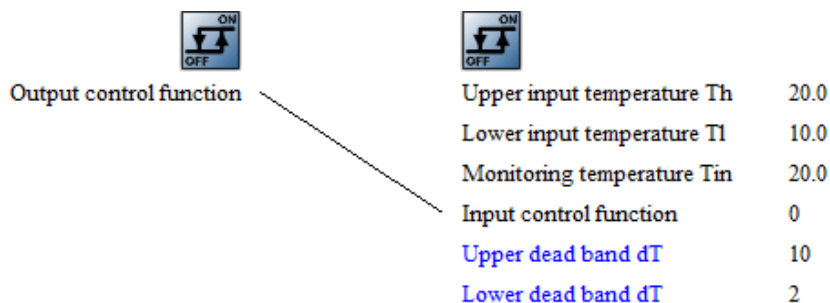 ON
OFF
ON
OFF
Output control function
Upper input temperature Th 20.0
Lower input temperature Tl 10.0
Monitoring temperature Tin 20.0
Input control function 0
Upper dead band dT 10
Lower dead band dT 2